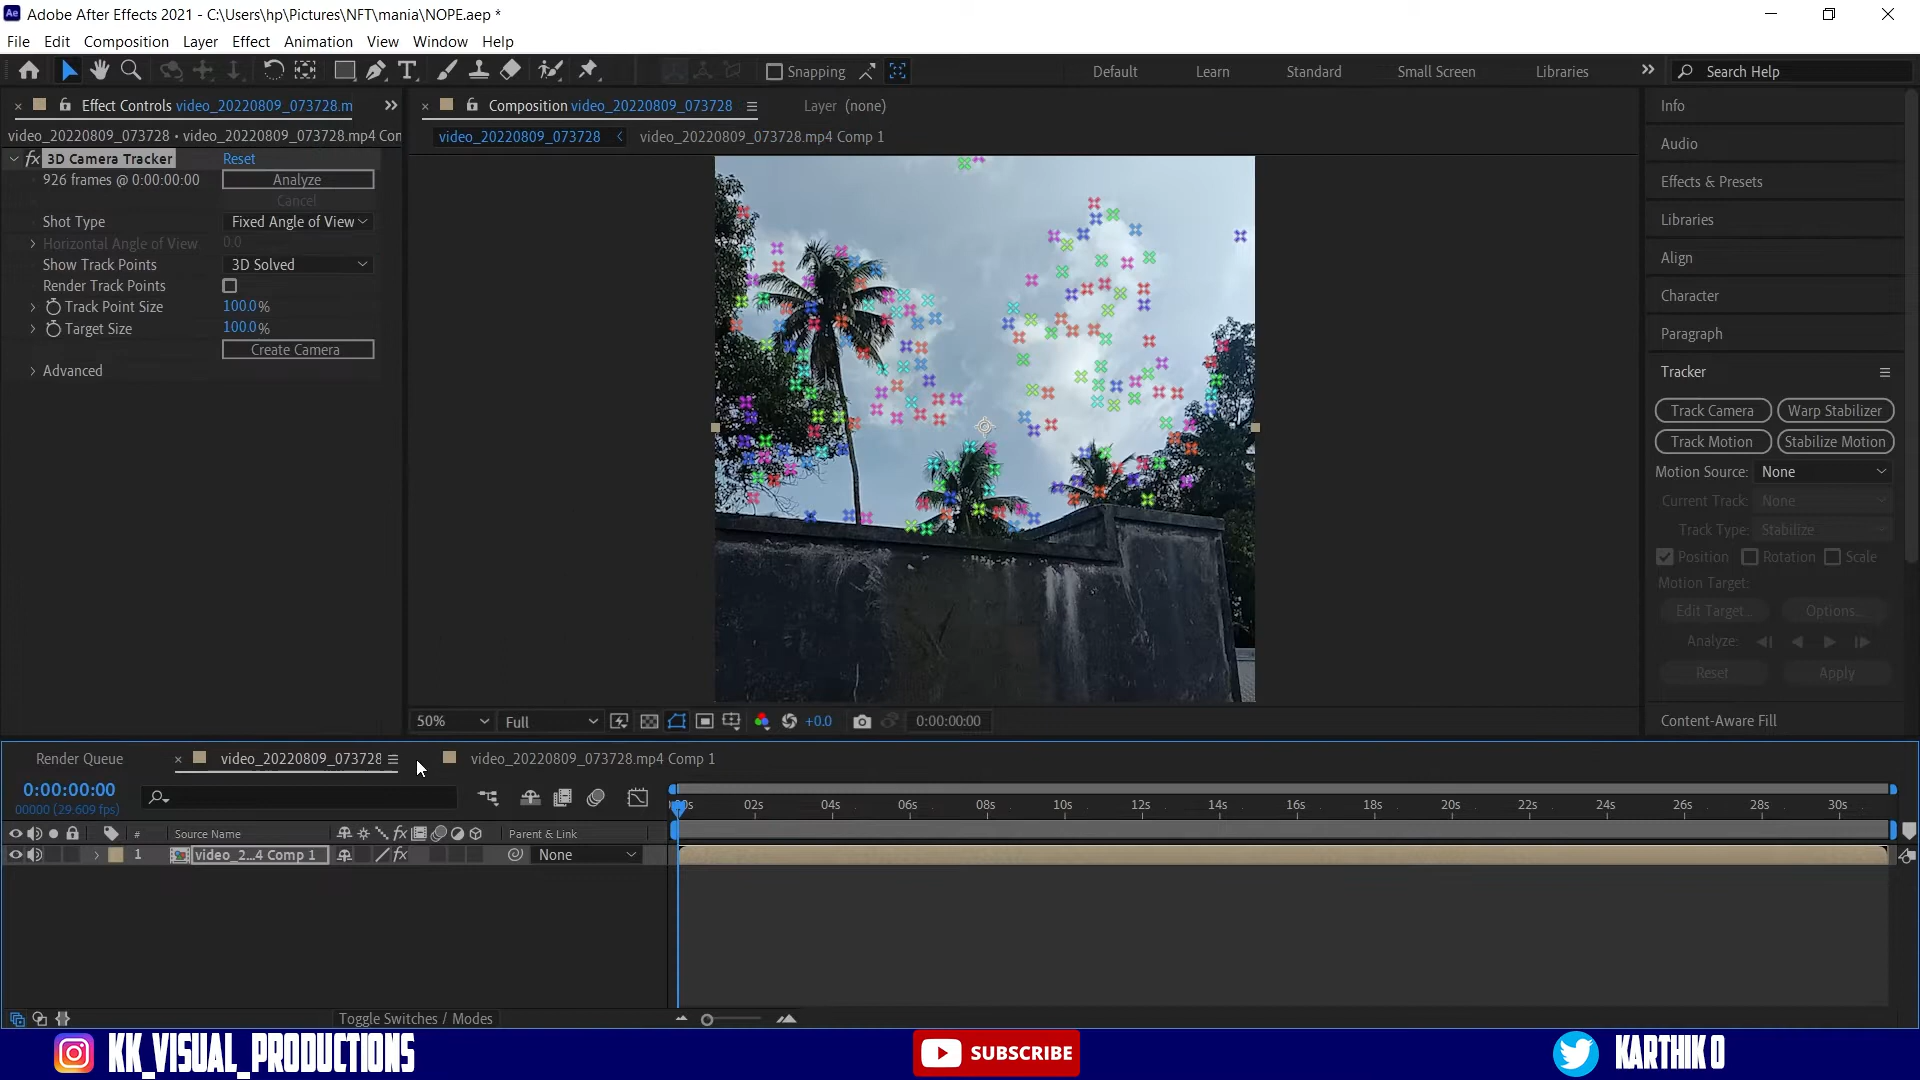 Adobe After Effects 2021 - C:\Users\hp\Pictures\NFT\mania\NOPE.aep *
File Edit Composition Layer Effect Animation View Window Help
Snapping
Default Learn Standard Small Screen Libraries
Search Help
Effect Controls video_20220809_073728.m
Composition video_20220809_073728
Layer (none)
video_20220809_073728 • video_20220809_073728.mp4 Con
video_20220809_073728 video_20220809_073728.mp4 Comp 1
fx 3D Camera Tracker Reset
926 frames @ 0:00:00:00 Analyze
Cancel
Shot Type Fixed Angle of View
Horizontal Angle of View 0.0
Show Track Points 3D Solved
Render Track Points
Track Point Size 100.0%
Target Size 100.0%
Create Camera
Advanced
Info
Audio
Effects & Presets
Libraries
Align
Character
Paragraph
Tracker
Track Camera Warp Stabilizer
Track Motion Stabilize Motion
Motion Source: None
Current Track: None
Track Type: Stabilize
Position Rotation Scale
Motion Target:
Edit Target... Options...
Analyze:
Reset Apply
Content-Aware Fill
50% Full +0.0 0:00:00:00
Render Queue video_20220809_073728 video_20220809_073728.mp4 Comp 1
0:00:00:00
00000 (29.609 fps)
02s 04s 06s 08s 10s 12s 14s 16s 18s 20s 22s 24s 26s 28s 30s
# Source Name fx Parent & Link
1 video_2...4 Comp 1 fx None
Toggle Switches / Modes
KK_VISUAL_PRODUCTIONS
SUBSCRIBE
KARTHIK O